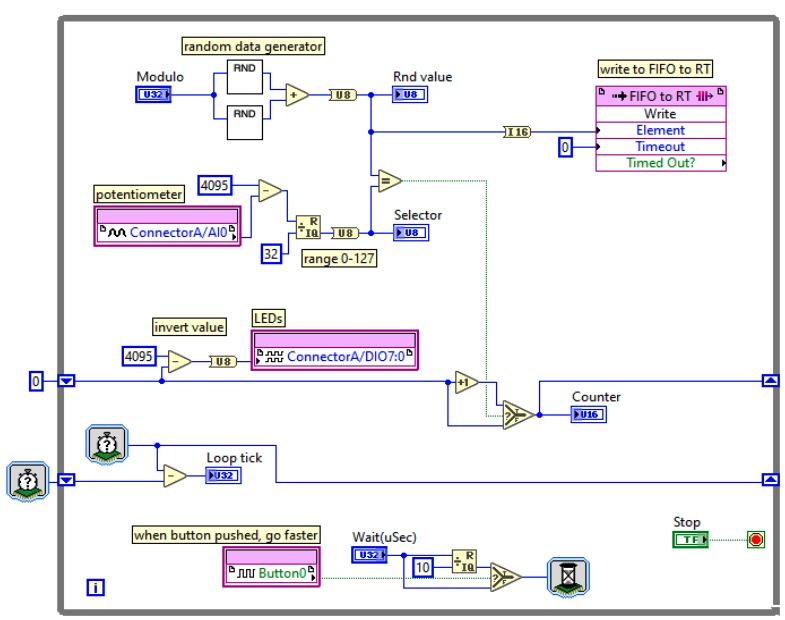 random data generator
Modulo
U32
RND
RND
+
U8
Rnd value
U8
write to FIFO to RT
FIFO to RT
Write
Element
Timeout
Timed Out?
I16
0
potentiometer
ConnectorA/AI0
4095
-
32
R
IQ
U8
range 0-127
=
Selector
U8
invert value
4095
-
U8
LEDs
ConnectorA/DIO7:0
0
+1
?
T
F
Counter
U16
?
?
-
Loop tick
U32
when button pushed, go faster
Button0
Wait(uSec)
U32
10
R
IQ
?
T
F
Stop
TF
i